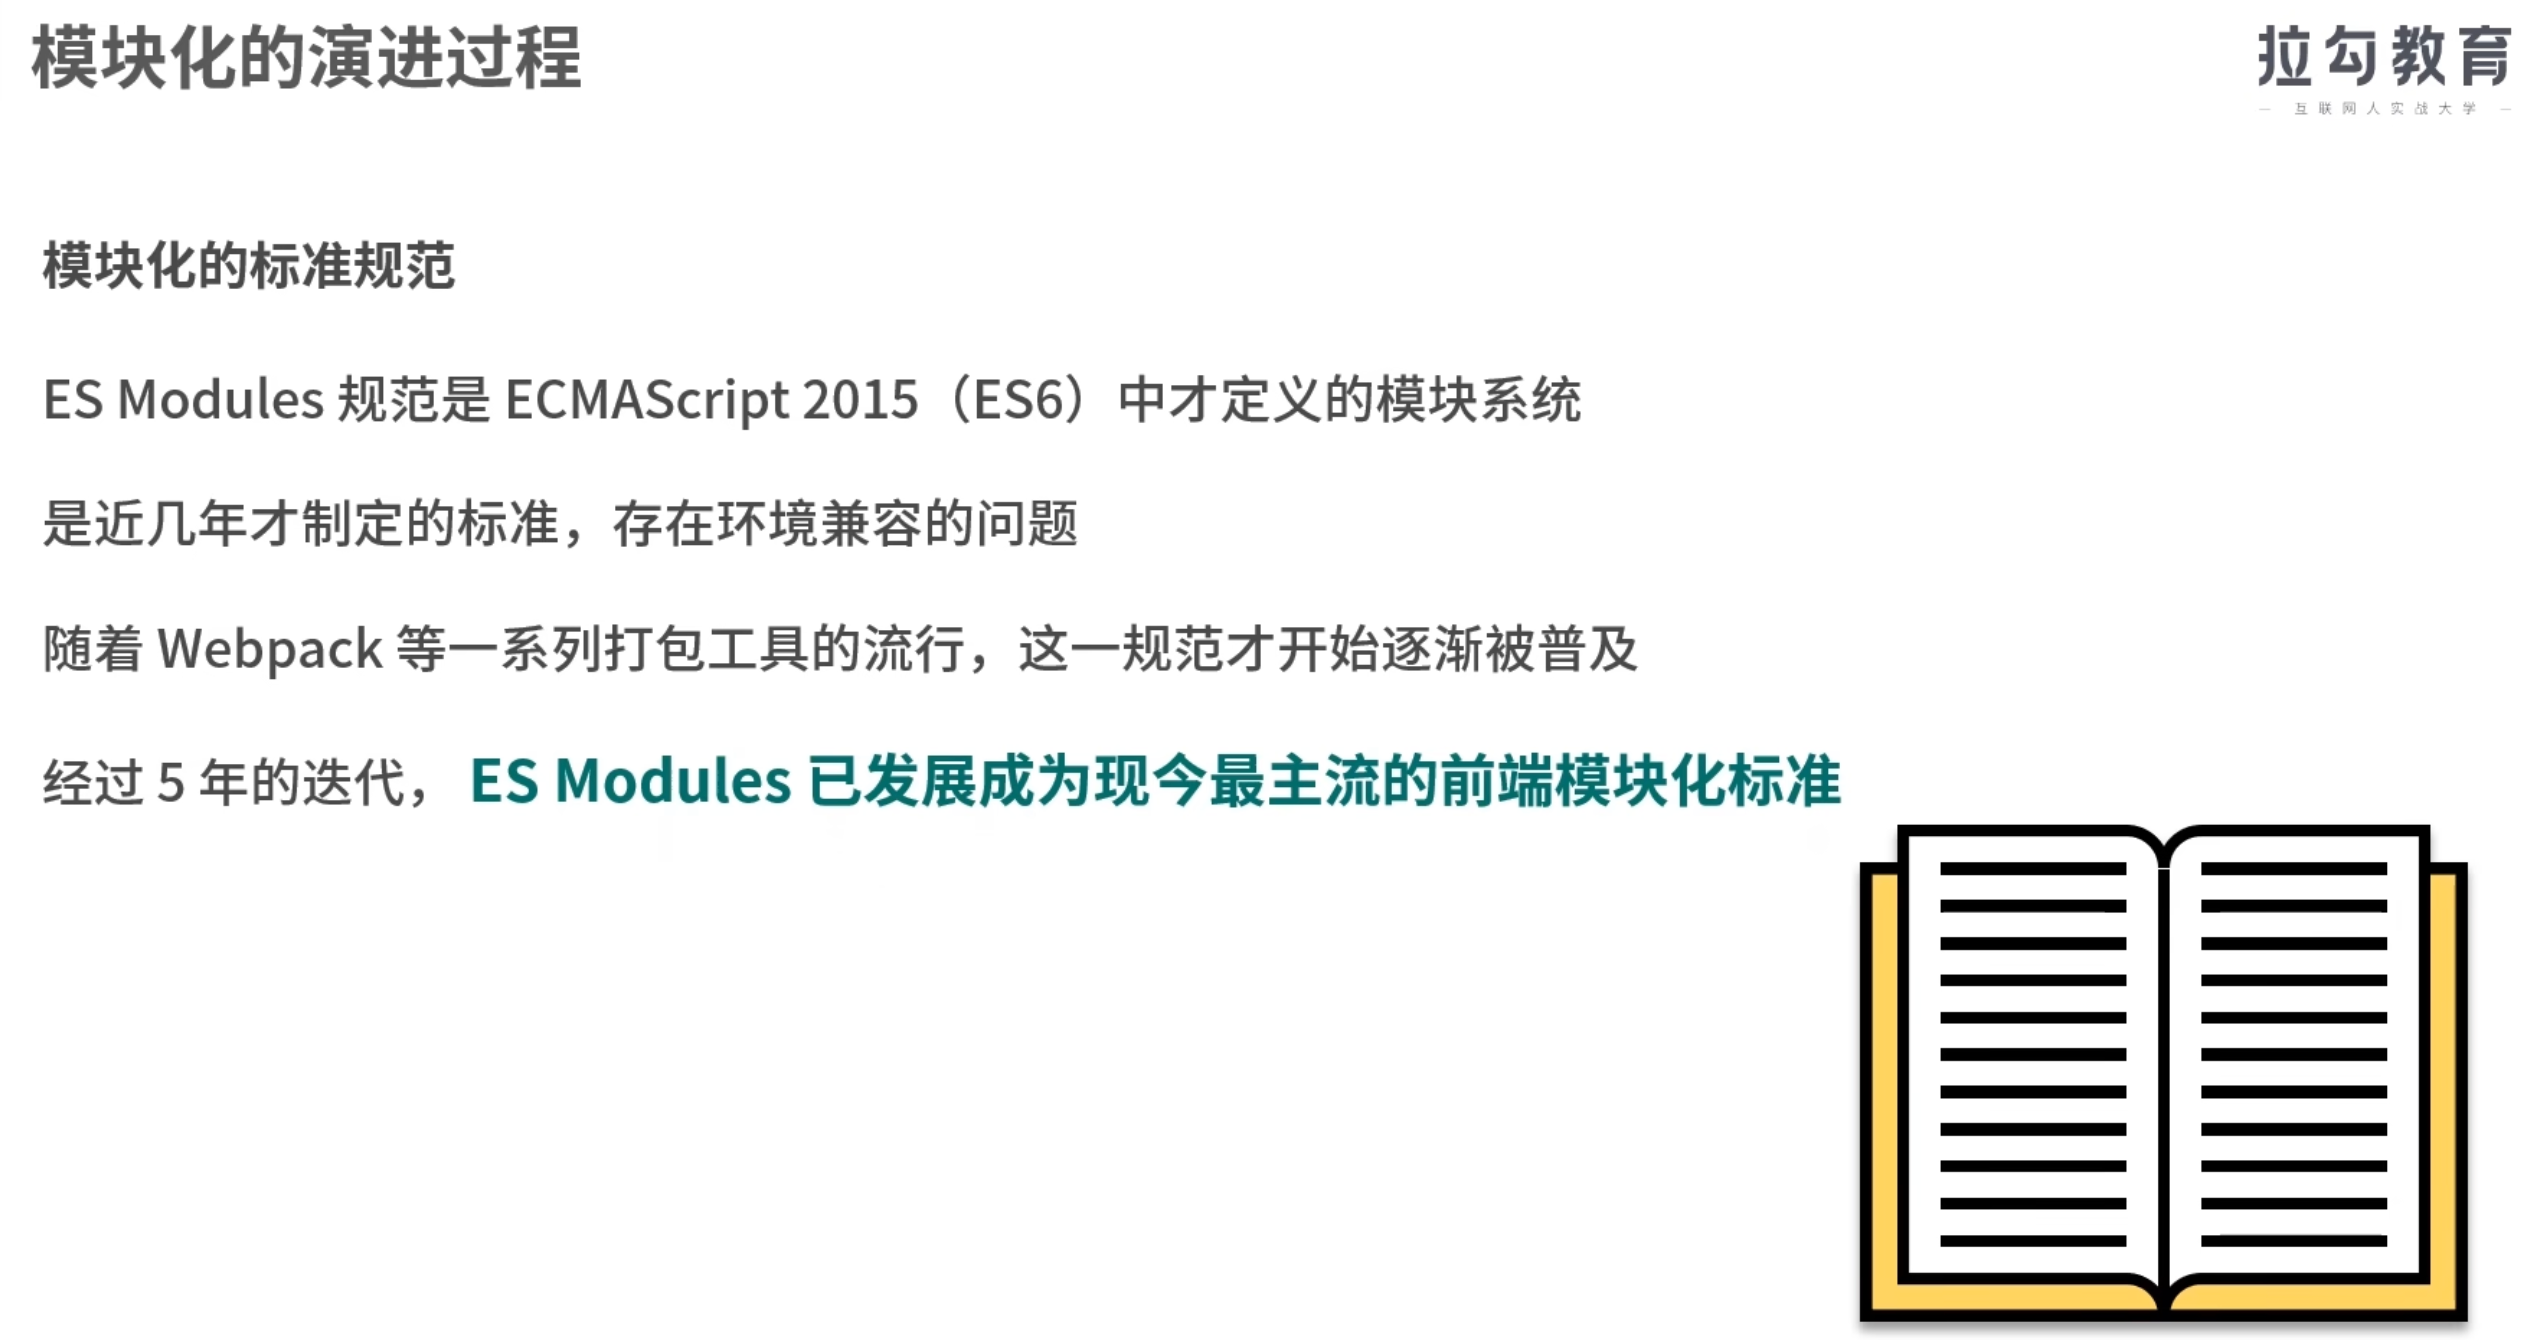 模块化的演进过程
拉勾教育
— 互联网人实战大学 —
模块化的标准规范
ES Modules 规范是 ECMAScript 2015（ES6）中才定义的模块系统
是近几年才制定的标准，存在环境兼容的问题
随着 Webpack 等一系列打包工具的流行，这一规范才开始逐渐被普及
经过 5 年的迭代， ES Modules 已发展成为现今最主流的前端模块化标准